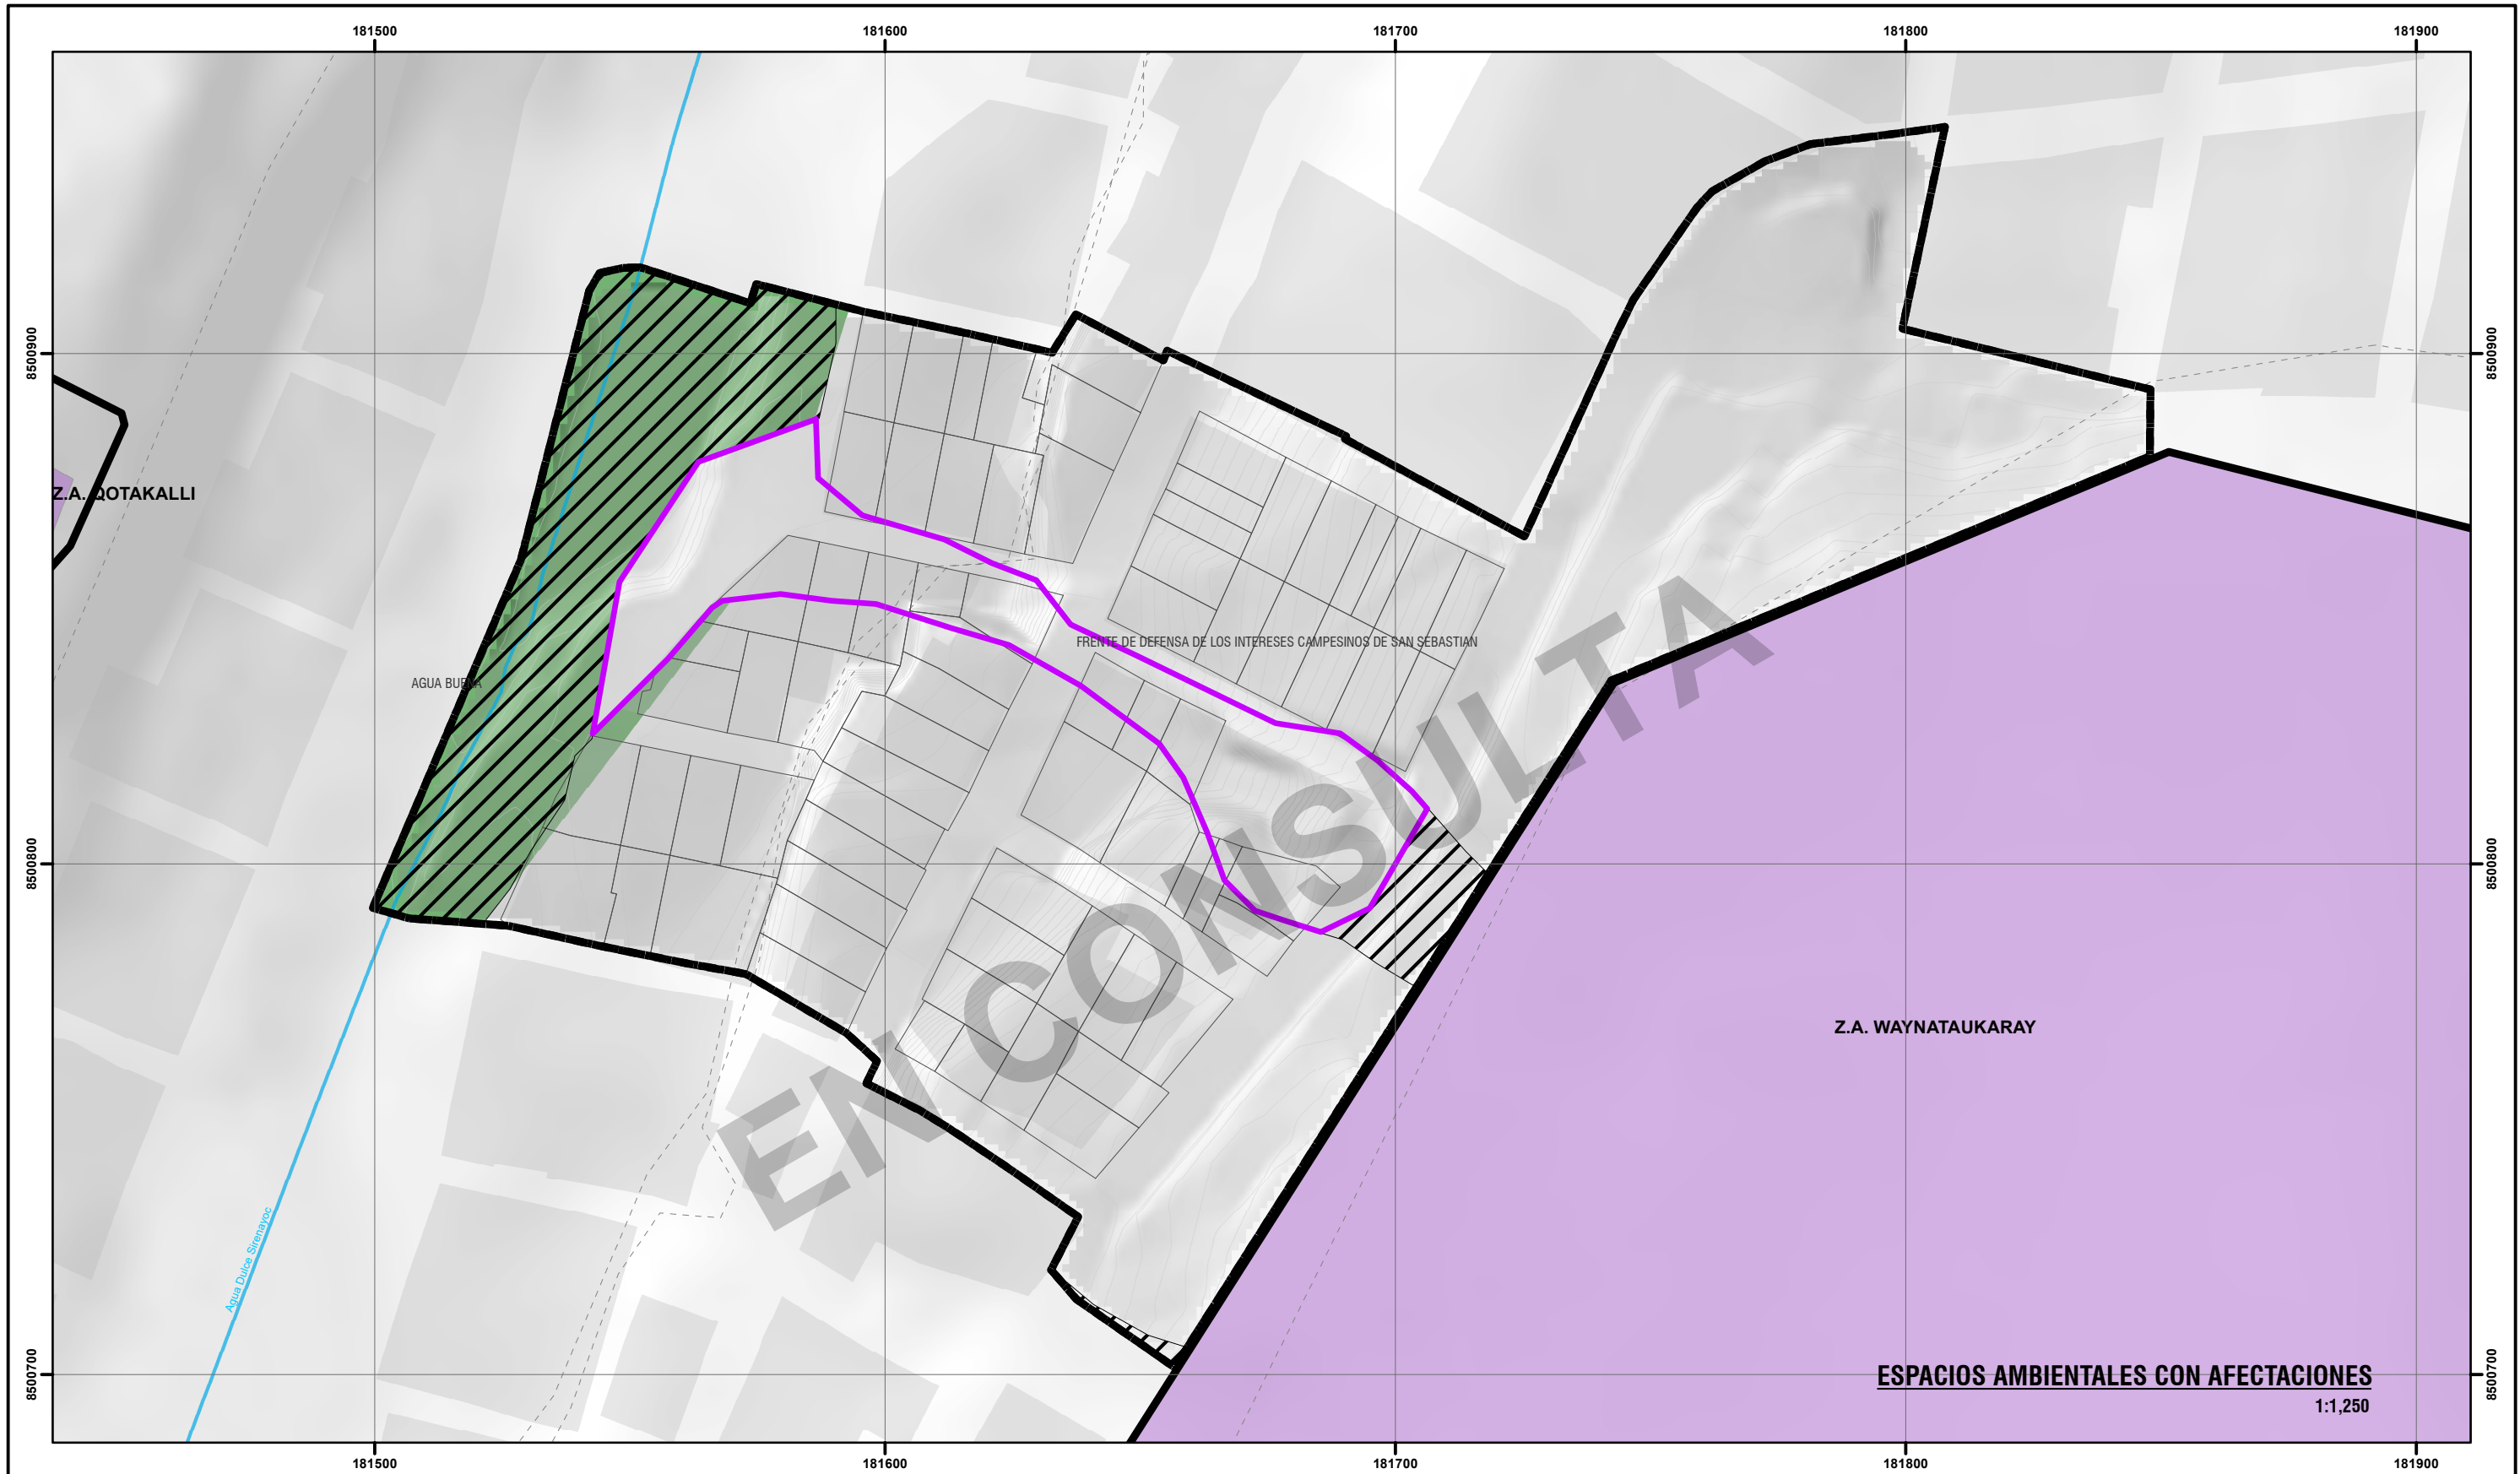 181500
181600
181700
181800
181900
8500900
8500900
Z.A. QOTAKALLI
FRENTE DE DEFENSA DE LOS INTERESES CAMPESINOS DE SAN SEBASTIAN
AGUA BUENA
8500800
8500800
EN CONSULTA
Z.A. WAYNATAUKARAY
Agua Dulce Sirenayoc
8500700
8500700
ESPACIOS AMBIENTALES CON AFECTACIONES
1:1,250
181500
181600
181700
181800
181900